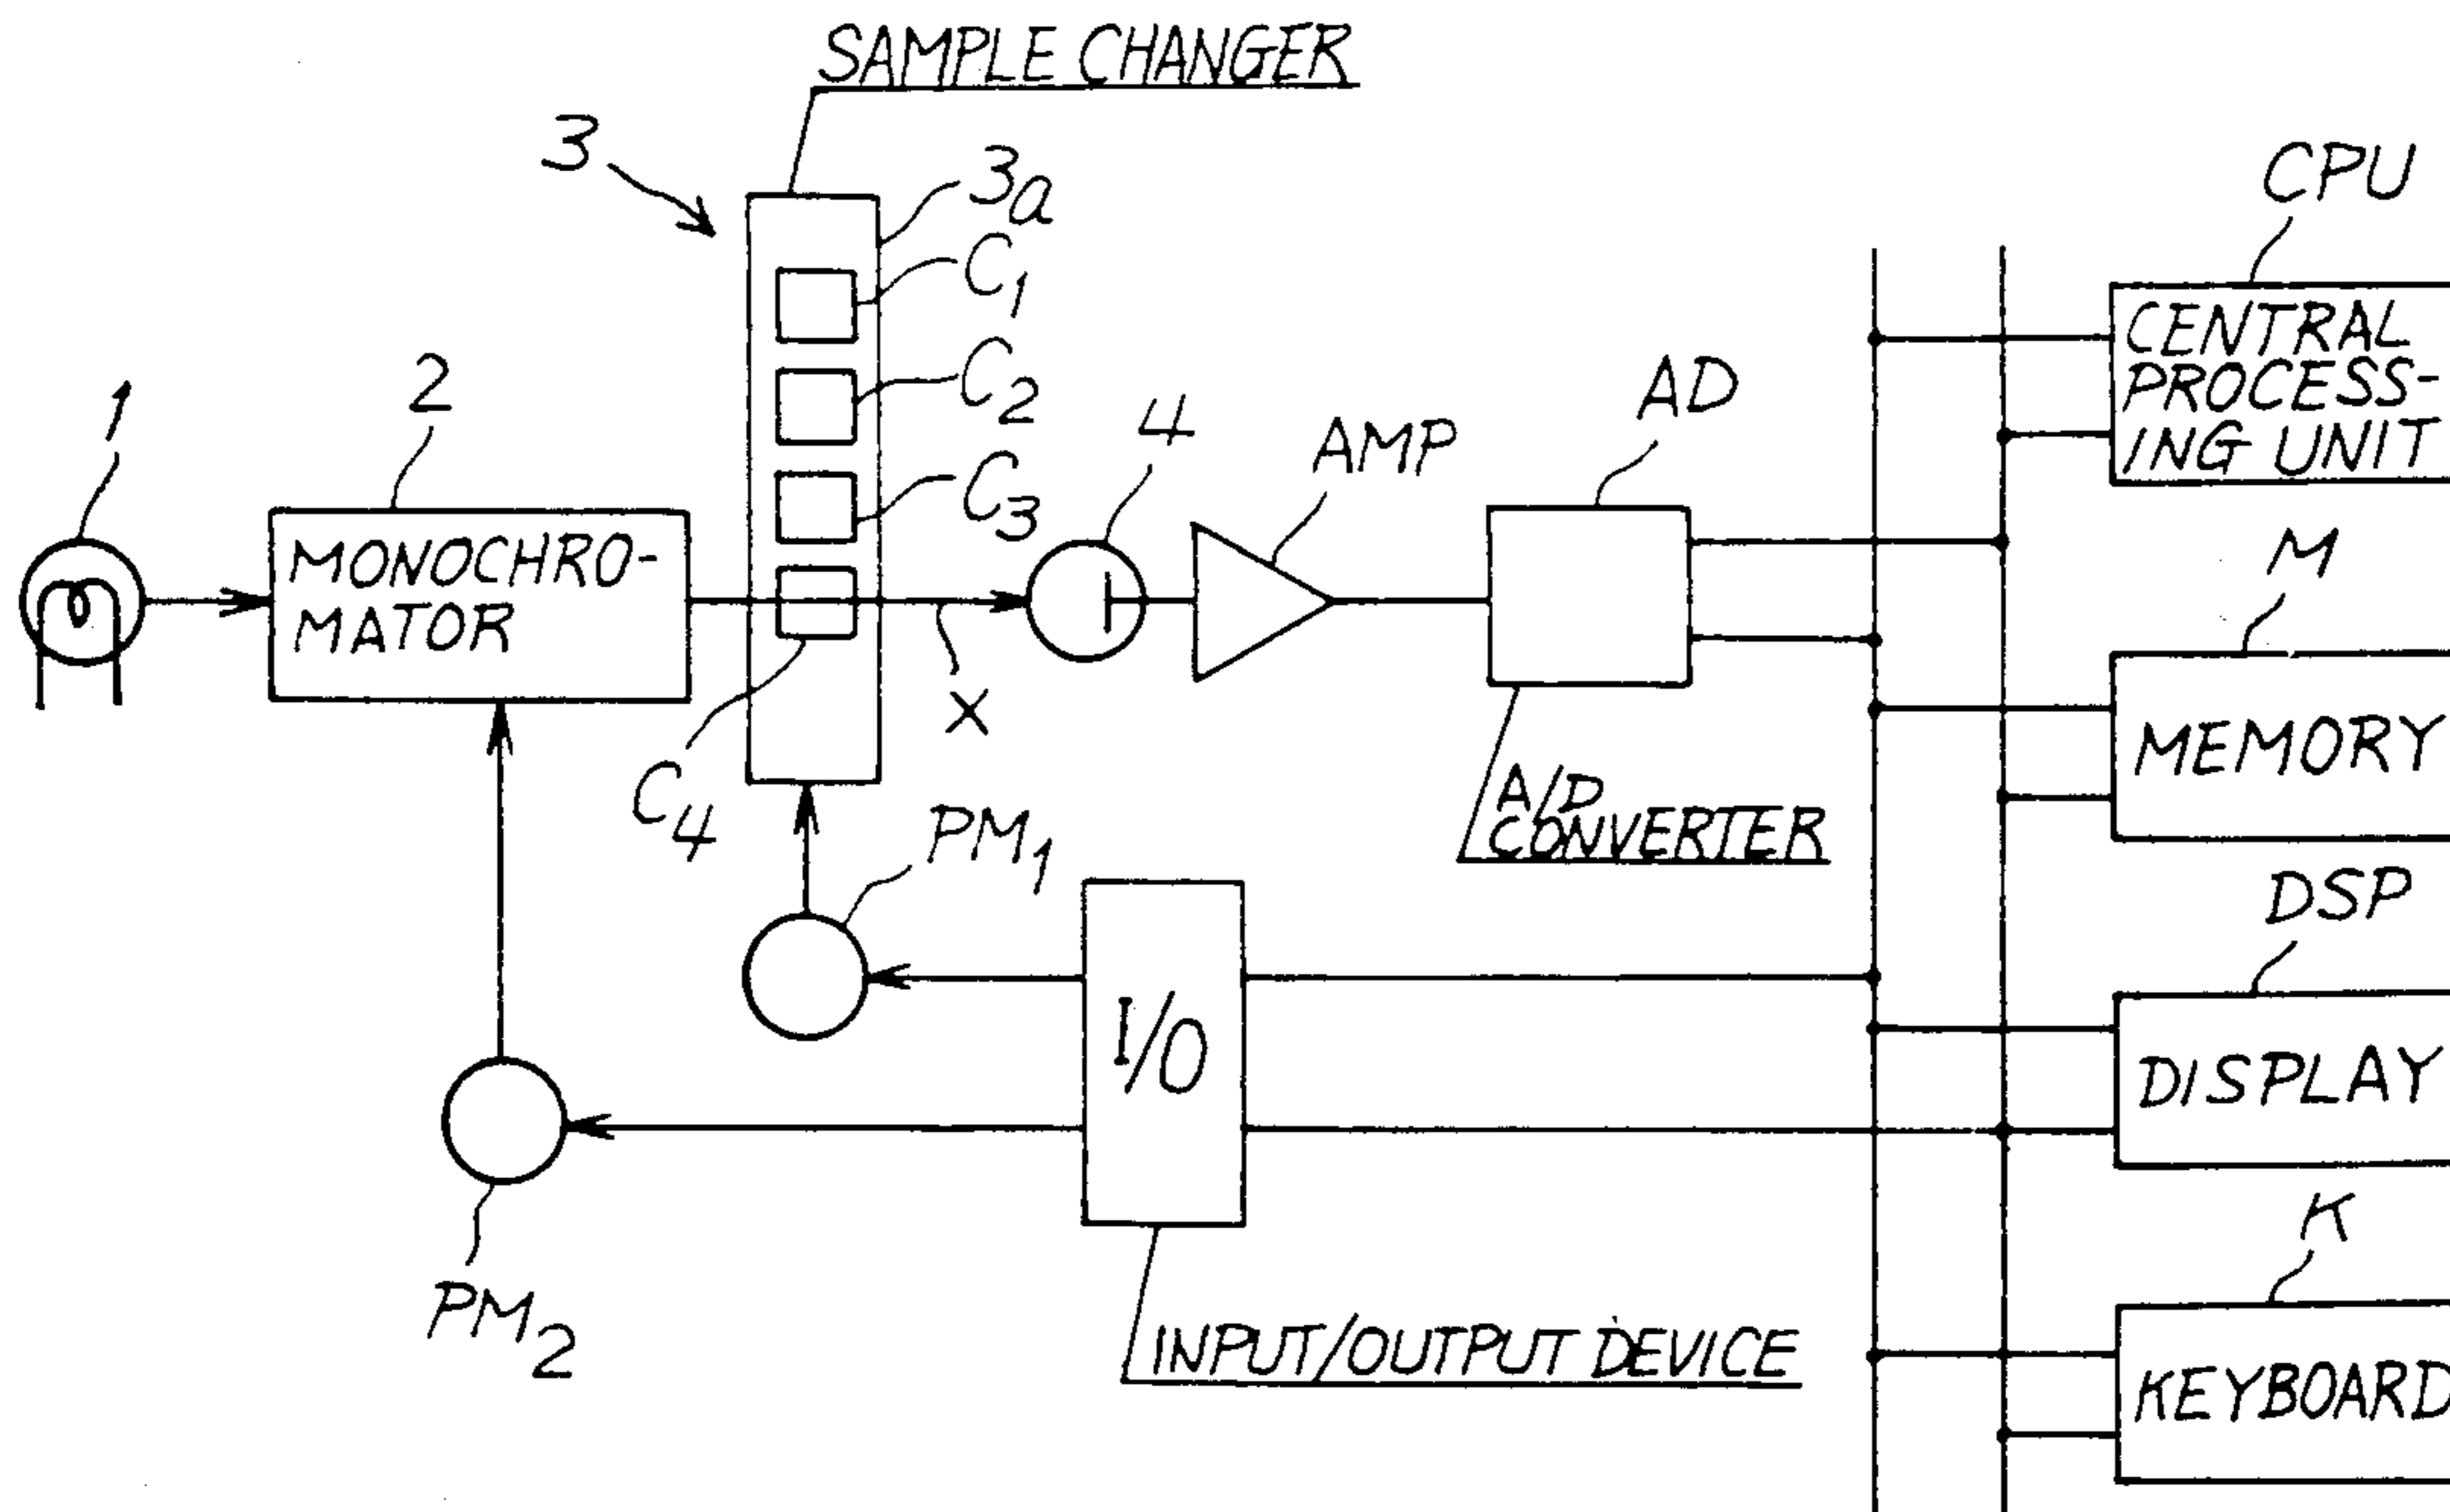 SAMPLE CHANGER
3
3a
C1
C2
C3
C4
1
2
MONOCHRO-
MATOR
4
X
AMP
AD
A/D
CONVERTER
CPU
CENTRAL
PROCESS-
ING UNIT
M
MEMORY
DSP
DISPLAY
K
KEYBOARD
PM1
PM2
I/O
INPUT/OUTPUT DEVICE